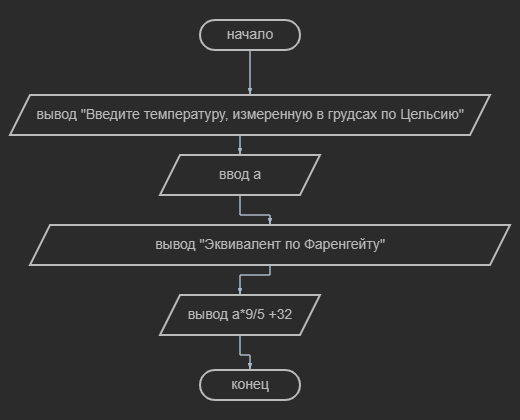 начало
вывод "Введите температуру, измеренную в грудсах по Цельсию"
ввод a
вывод "Эквивалент по Фаренгейту"
вывод a*9/5 +32
конец